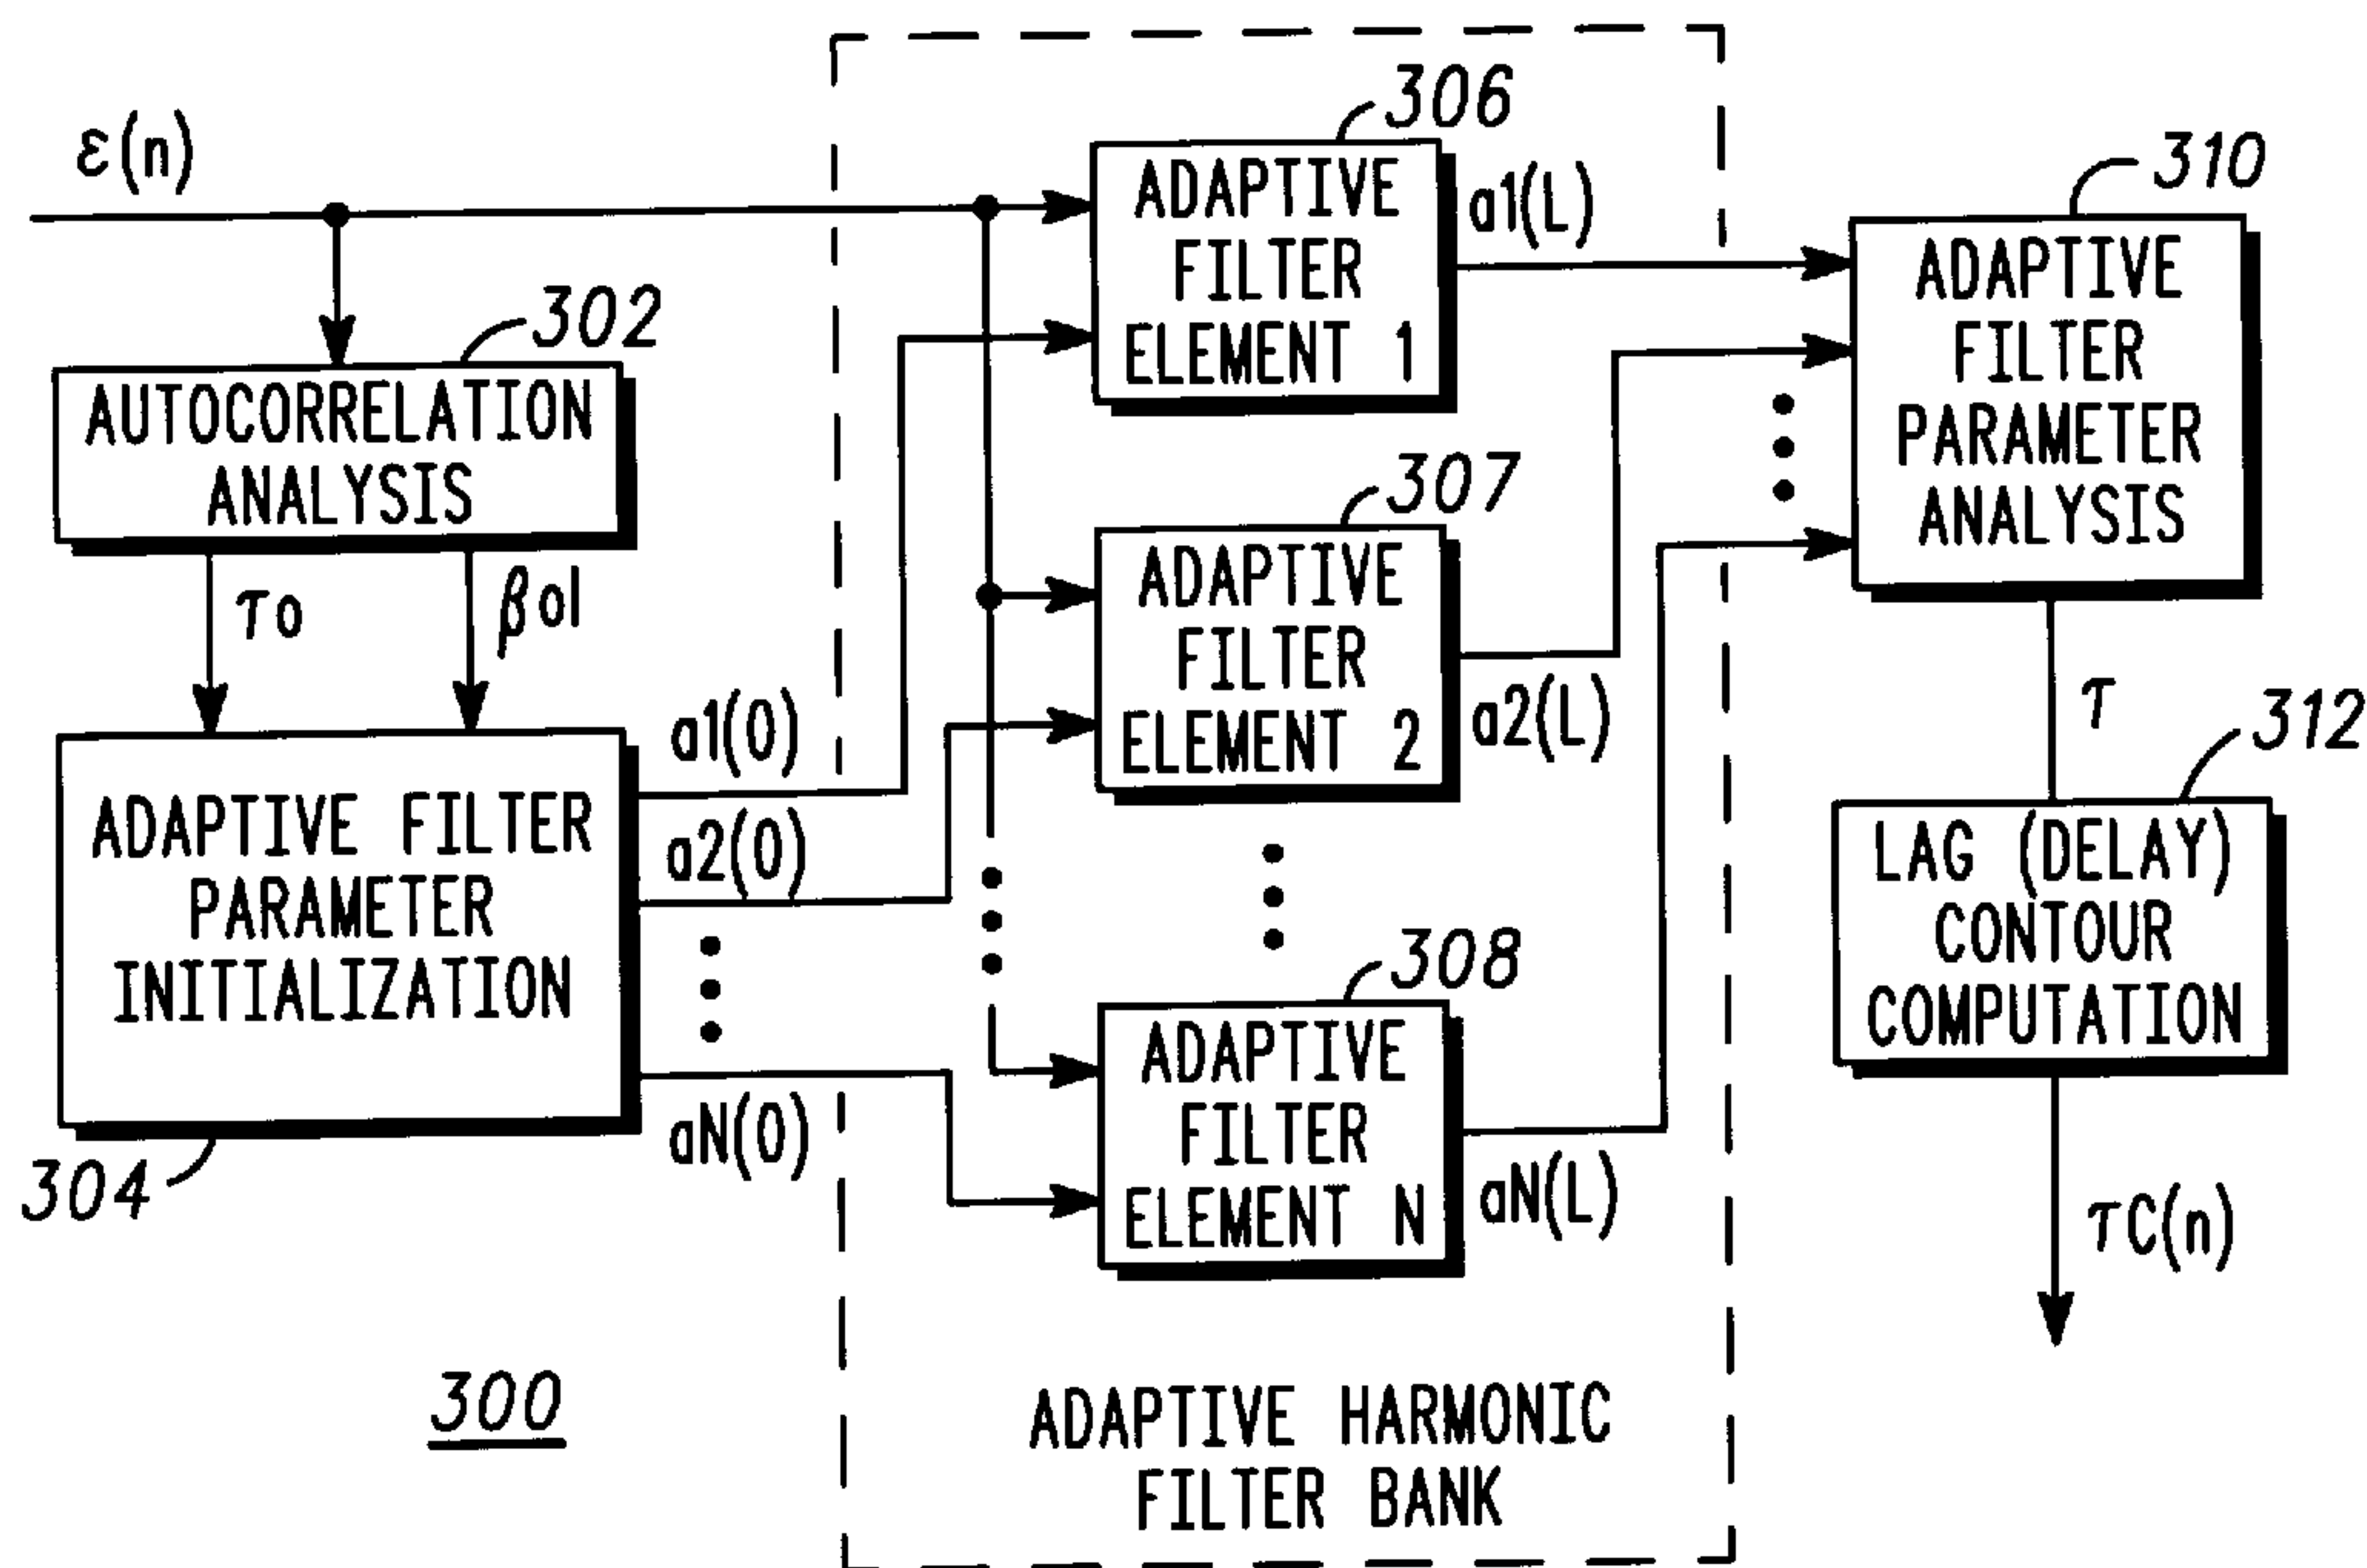 ε(n)
302
AUTOCORRELATION
ANALYSIS
τo
βol
ADAPTIVE FILTER
PARAMETER
INITIALIZATION
304
a1(0)
a2(0)
aN(0)
306
ADAPTIVE
FILTER
ELEMENT 1
a1(L)
307
ADAPTIVE
FILTER
ELEMENT 2
a2(L)
308
ADAPTIVE
FILTER
ELEMENT N
aN(L)
ADAPTIVE HARMONIC
FILTER BANK
310
ADAPTIVE
FILTER
PARAMETER
ANALYSIS
τ
312
LAG (DELAY)
CONTOUR
COMPUTATION
τC(n)
300